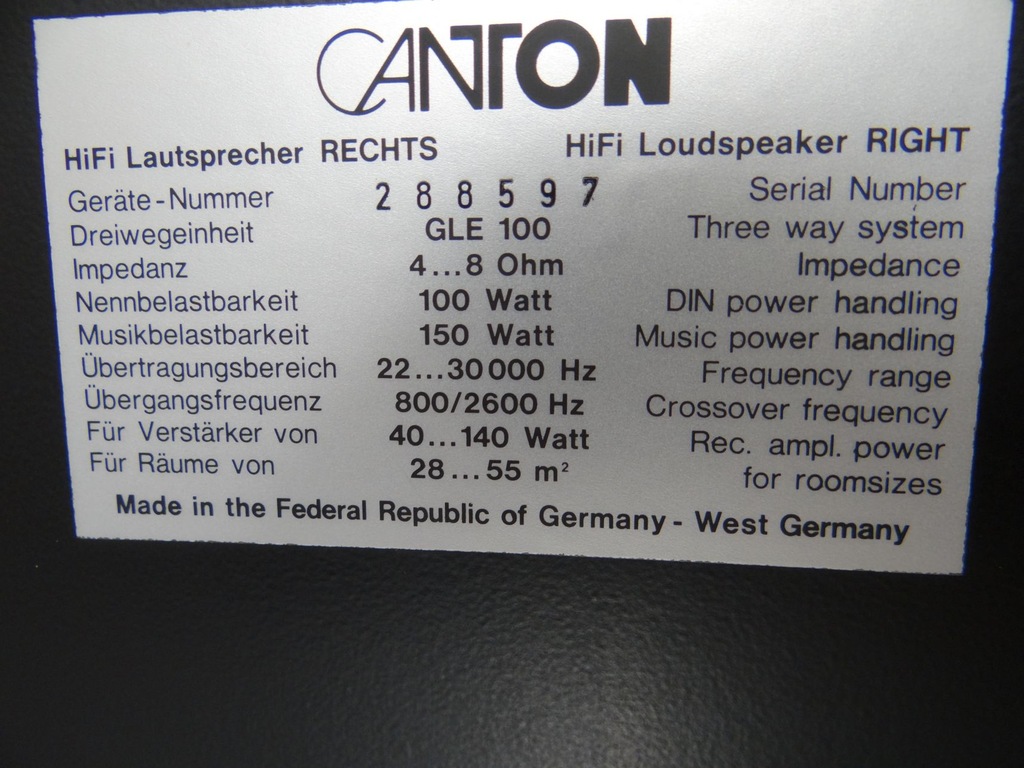 CANTON
HiFi Lautsprecher RECHTS HiFi Loudspeaker RIGHT
Geräte-Nummer 288597 Serial Number
Dreiwegeinheit GLE 100 Three way system
Impedanz 4...8 Ohm Impedance
Nennbelastbarkeit 100 Watt DIN power handling
Musikbelastbarkeit 150 Watt Music power handling
Übertragungsbereich 22...30000 Hz Frequency range
Übergangsfrequenz 800/2600 Hz Crossover frequency
Für Verstärker von 40...140 Watt Rec. ampl. power
Für Räume von 28...55 m² for roomsizes
Made in the Federal Republic of Germany - West Germany